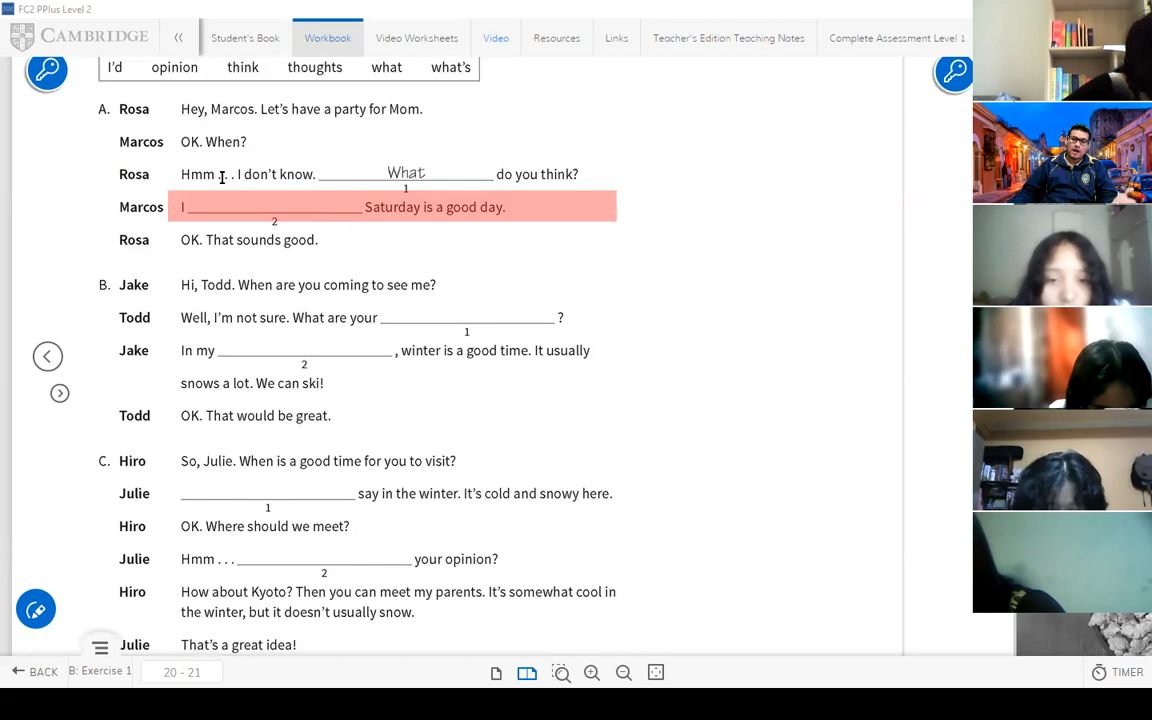 FC2 PPlus Level 2
CAMBRIDGE
Student's Book
Workbook
Video Worksheets
Video
Resources
Links
Teacher's Edition Teaching Notes
Complete Assessment Level 1
I'd opinion think thoughts what what's
A. Rosa Hey, Marcos. Let's have a party for Mom.
Marcos OK. When?
Rosa Hmm . . . I don't know. What do you think?
1
Marcos I ____ Saturday is a good day.
2
Rosa OK. That sounds good.
B. Jake Hi, Todd. When are you coming to see me?
Todd Well, I'm not sure. What are your ____ ?
1
Jake In my ____ , winter is a good time. It usually
2
snows a lot. We can ski!
Todd OK. That would be great.
C. Hiro So, Julie. When is a good time for you to visit?
Julie ____ say in the winter. It's cold and snowy here.
1
Hiro OK. Where should we meet?
Julie Hmm . . . ____ your opinion?
2
Hiro How about Kyoto? Then you can meet my parents. It's somewhat cool in
the winter, but it doesn't usually snow.
Julie That's a great idea!
BACK
B: Exercise 1
20 - 21
TIMER